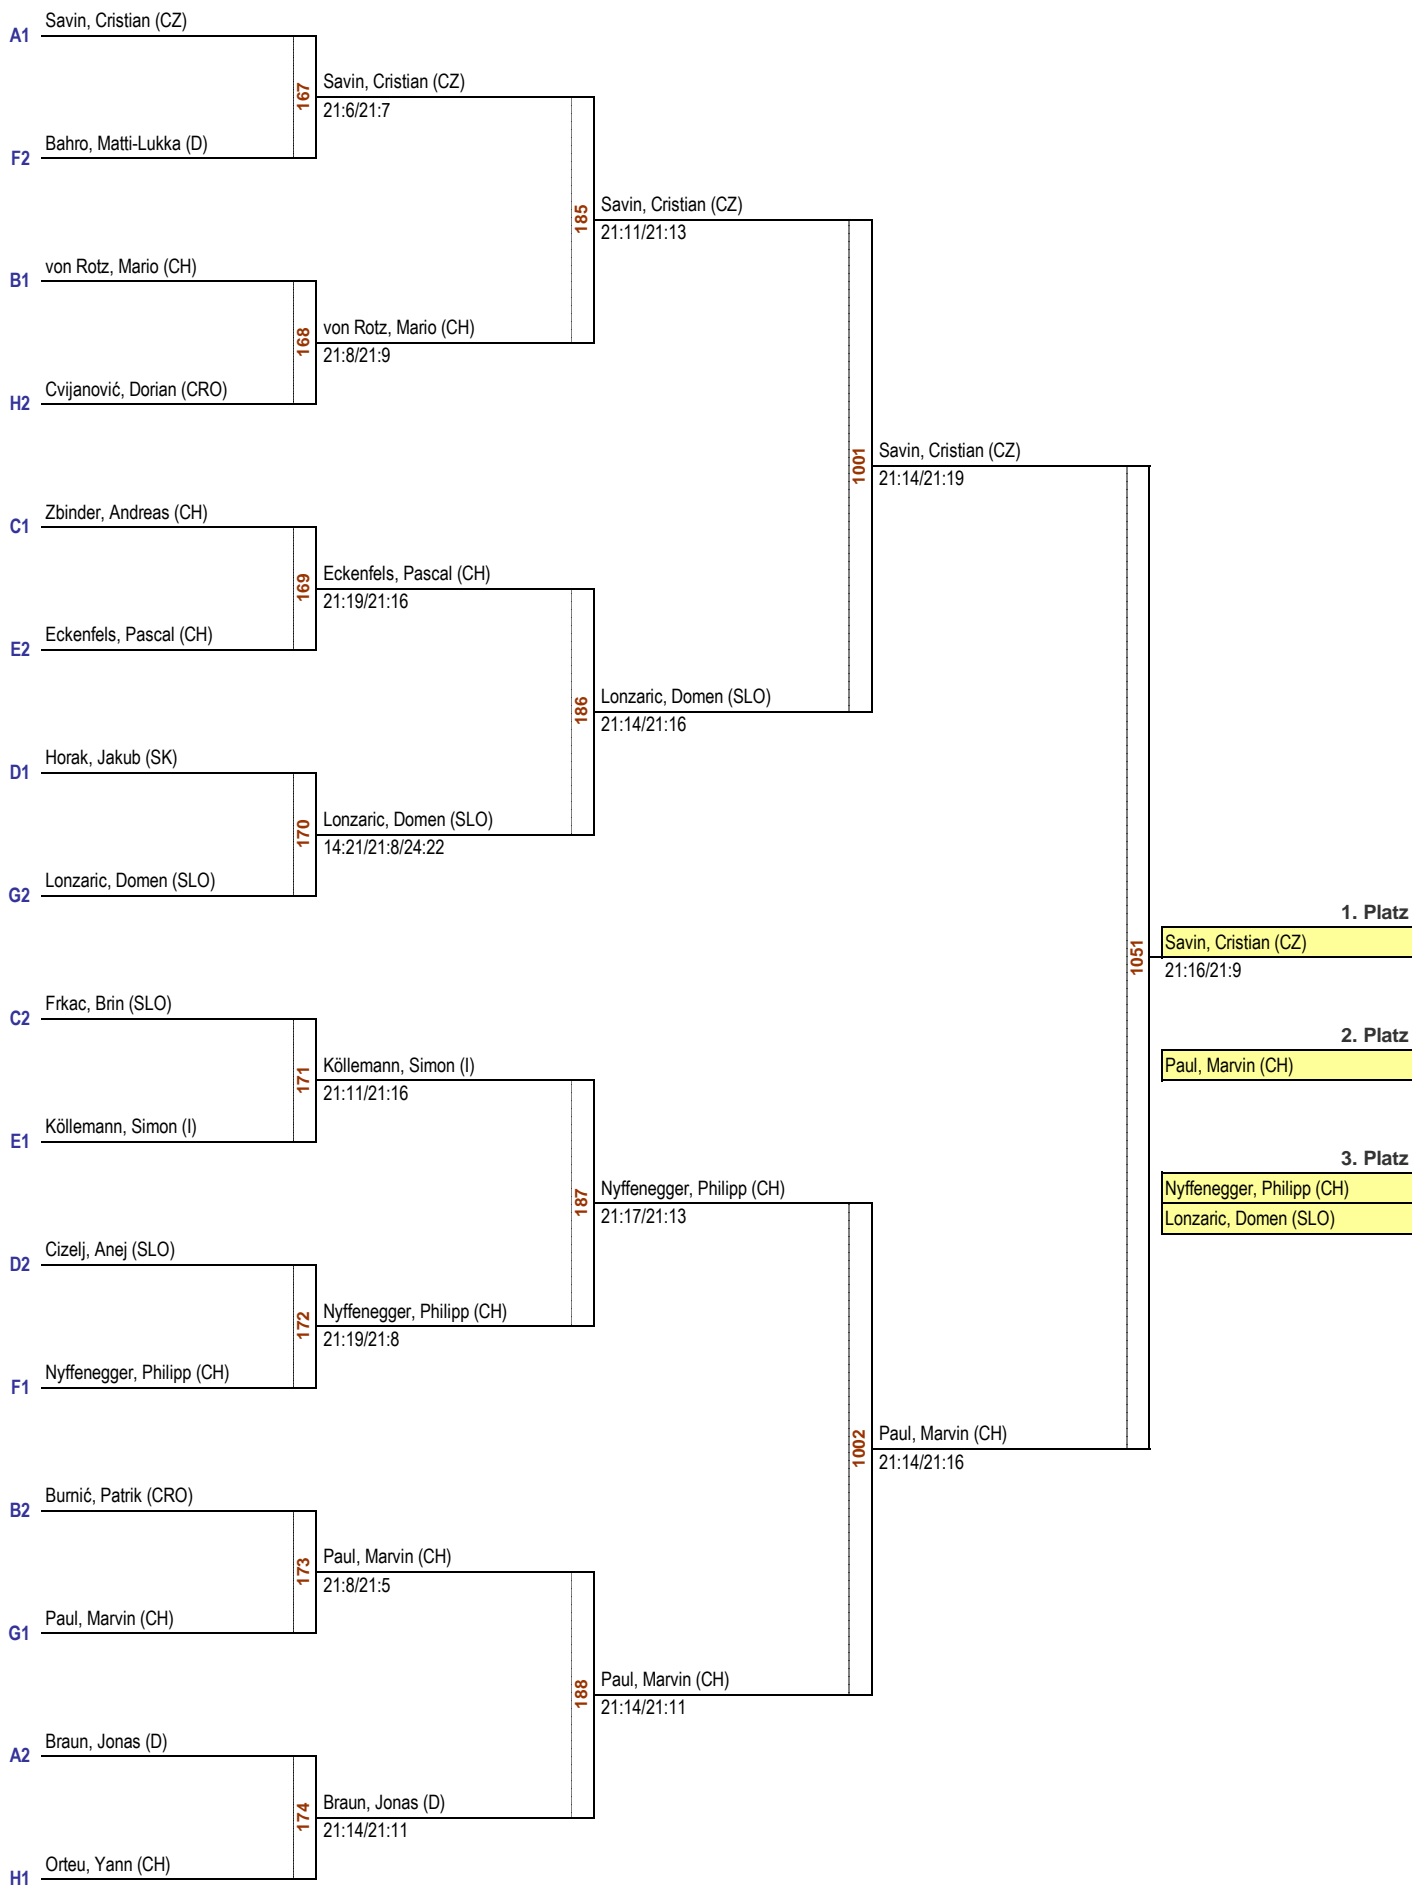 Savin, Cristian (CZ)
A1
167
Savin, Cristian (CZ)
21:6/21:7
Bahro, Matti-Lukka (D)
F2
185
Savin, Cristian (CZ)
21:11/21:13
von Rotz, Mario (CH)
B1
168
von Rotz, Mario (CH)
21:8/21:9
Cvijanović, Dorian (CRO)
H2
1001
Savin, Cristian (CZ)
21:14/21:19
Zbinder, Andreas (CH)
C1
169
Eckenfels, Pascal (CH)
21:19/21:16
Eckenfels, Pascal (CH)
E2
186
Lonzaric, Domen (SLO)
21:14/21:16
Horak, Jakub (SK)
D1
170
Lonzaric, Domen (SLO)
14:21/21:8/24:22
Lonzaric, Domen (SLO)
G2
1051
1. Platz
Savin, Cristian (CZ)
21:16/21:9
Frkac, Brin (SLO)
C2
171
Köllemann, Simon (I)
21:11/21:16
2. Platz
Paul, Marvin (CH)
Köllemann, Simon (I)
E1
187
Nyffenegger, Philipp (CH)
21:17/21:13
3. Platz
Nyffenegger, Philipp (CH)
Lonzaric, Domen (SLO)
Cizelj, Anej (SLO)
D2
172
Nyffenegger, Philipp (CH)
21:19/21:8
Nyffenegger, Philipp (CH)
F1
1002
Paul, Marvin (CH)
21:14/21:16
Burnić, Patrik (CRO)
B2
173
Paul, Marvin (CH)
21:8/21:5
Paul, Marvin (CH)
G1
188
Paul, Marvin (CH)
21:14/21:11
Braun, Jonas (D)
A2
174
Braun, Jonas (D)
21:14/21:11
Orteu, Yann (CH)
H1